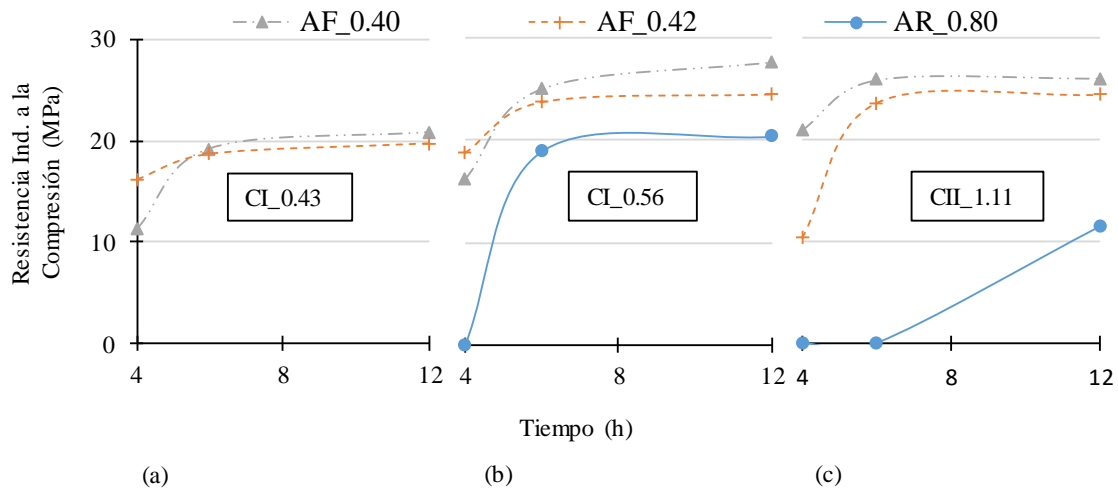 AF_0.40 AF_0.42 AR_0.80
Resistencia Ind. a la
Compresión (MPa)
30
20
10
0
CI_0.43
CI_0.56
CII_1.11
4 8 12 4 8 12 4 8 12
Tiempo (h)
(a) (b) (c)